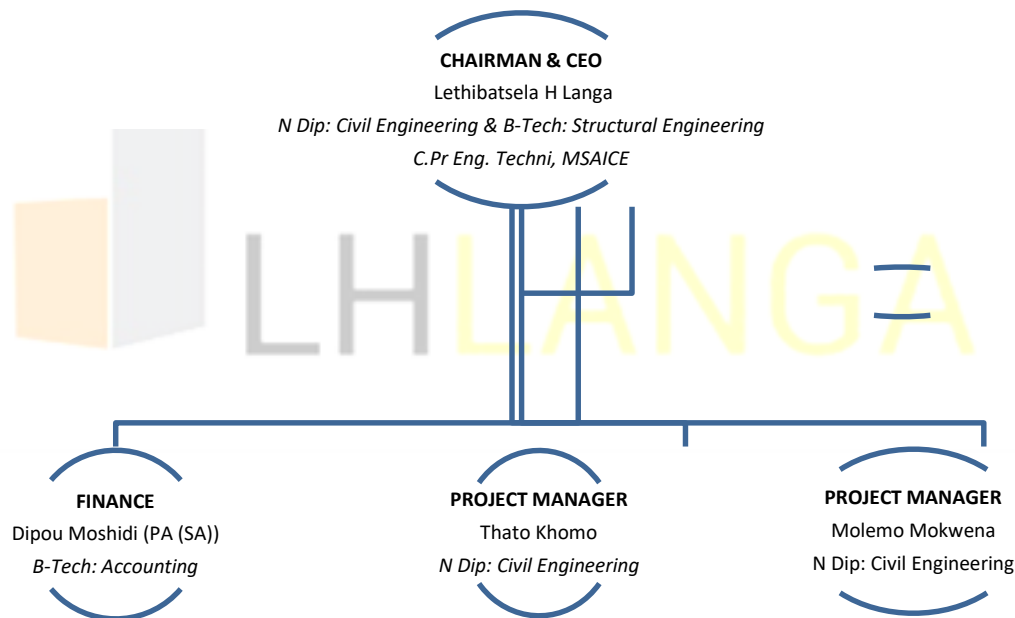 CHAIRMAN & CEO
Lethibatsela H Langa
N Dip: Civil Engineering & B-Tech: Structural Engineering
C.Pr Eng. Techni, MSAICE
LHLANGA
FINANCE
Dipou Moshidi (PA (SA))
B-Tech: Accounting
PROJECT MANAGER
Thato Khomo
N Dip: Civil Engineering
PROJECT MANAGER
Molemo Mokwena
N Dip: Civil Engineering